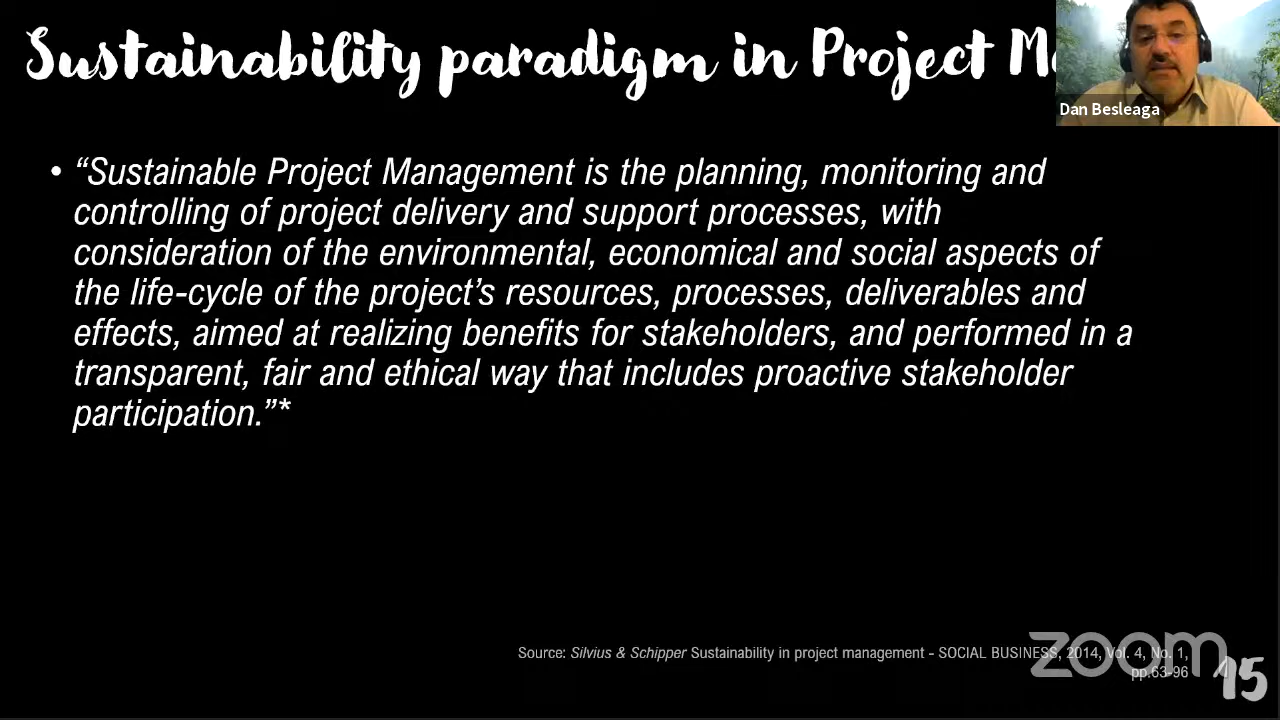 Sustainability paradigm in Project
Dan Besleaga
• “Sustainable Project Management is the planning, monitoring and
controlling of project delivery and support processes, with
consideration of the environmental, economical and social aspects of
the life-cycle of the project’s resources, processes, deliverables and
effects, aimed at realizing benefits for stakeholders, and performed in a
transparent, fair and ethical way that includes proactive stakeholder
participation.”*
Source: Silvius & Schipper Sustainability in project management - SOCIAL BUSINESS, 2014, Vol. 4, No. 1,
pp.63-96
zoom
15